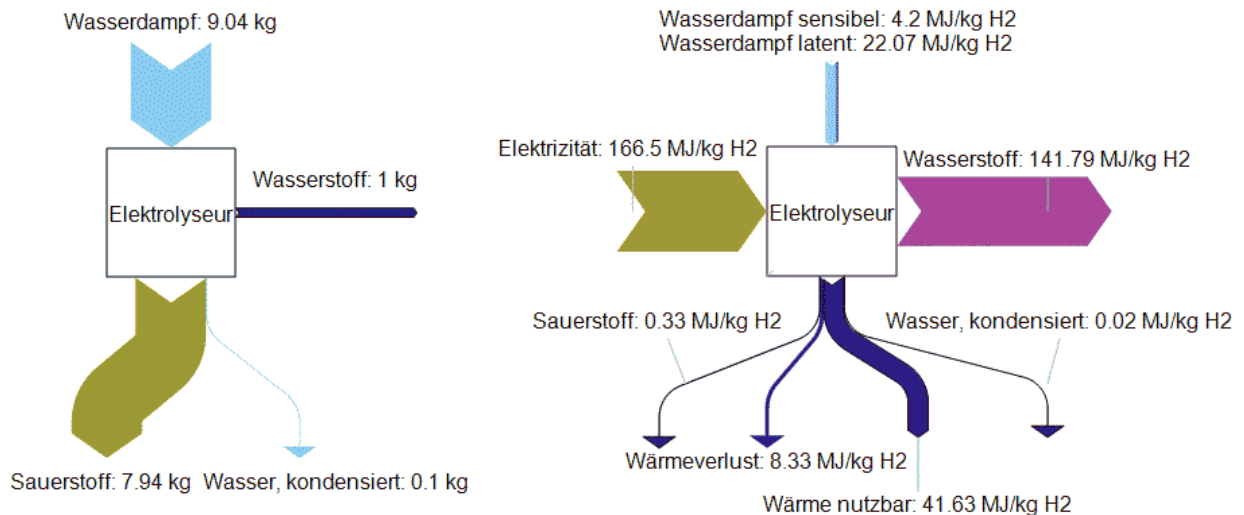 Wasserdampf: 9.04 kg
Wasserstoff: 1 kg
Elektrolyseur
Sauerstoff: 7.94 kg
Wasser, kondensiert: 0.1 kg
Wasserdampf sensibel: 4.2 MJ/kg H2
Wasserdampf latent: 22.07 MJ/kg H2
Elektrizität: 166.5 MJ/kg H2
Wasserstoff: 141.79 MJ/kg H2
Elektrolyseur
Sauerstoff: 0.33 MJ/kg H2
Wasser, kondensiert: 0.02 MJ/kg H2
Wärmeverlust: 8.33 MJ/kg H2
Wärme nutzbar: 41.63 MJ/kg H2